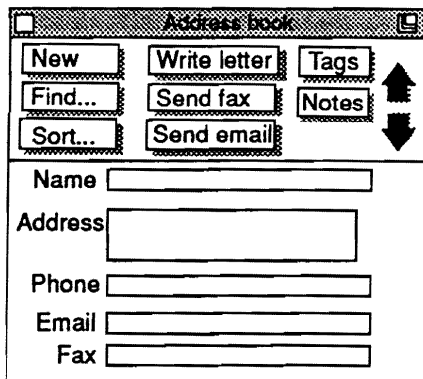 Address book
New Write letter Tags
Find... Send fax Notes
Sort... Send email
Name
Address
Phone
Email
Fax